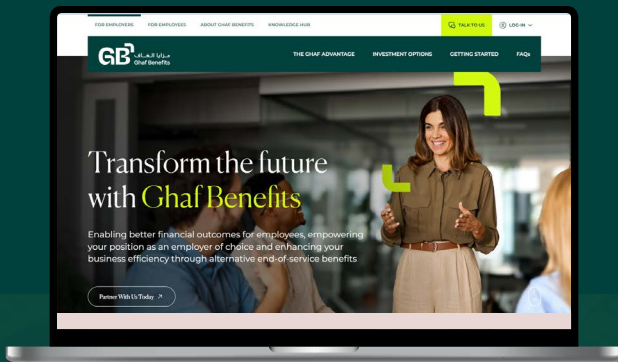 FOR EMPLOYERS FOR EMPLOYEES ABOUT GHAF BENEFITS KNOWLEDGE HUB TALK TO US LOG IN
GB مزايا الغاف
Ghaf Benefits
THE GHAF ADVANTAGE INVESTMENT OPTIONS GETTING STARTED FAQs
Transform the future
with Ghaf Benefits
Enabling better financial outcomes for employees, empowering
your position as an employer of choice and enhancing your
business efficiency through alternative end-of-service benefits
Partner With Us Today